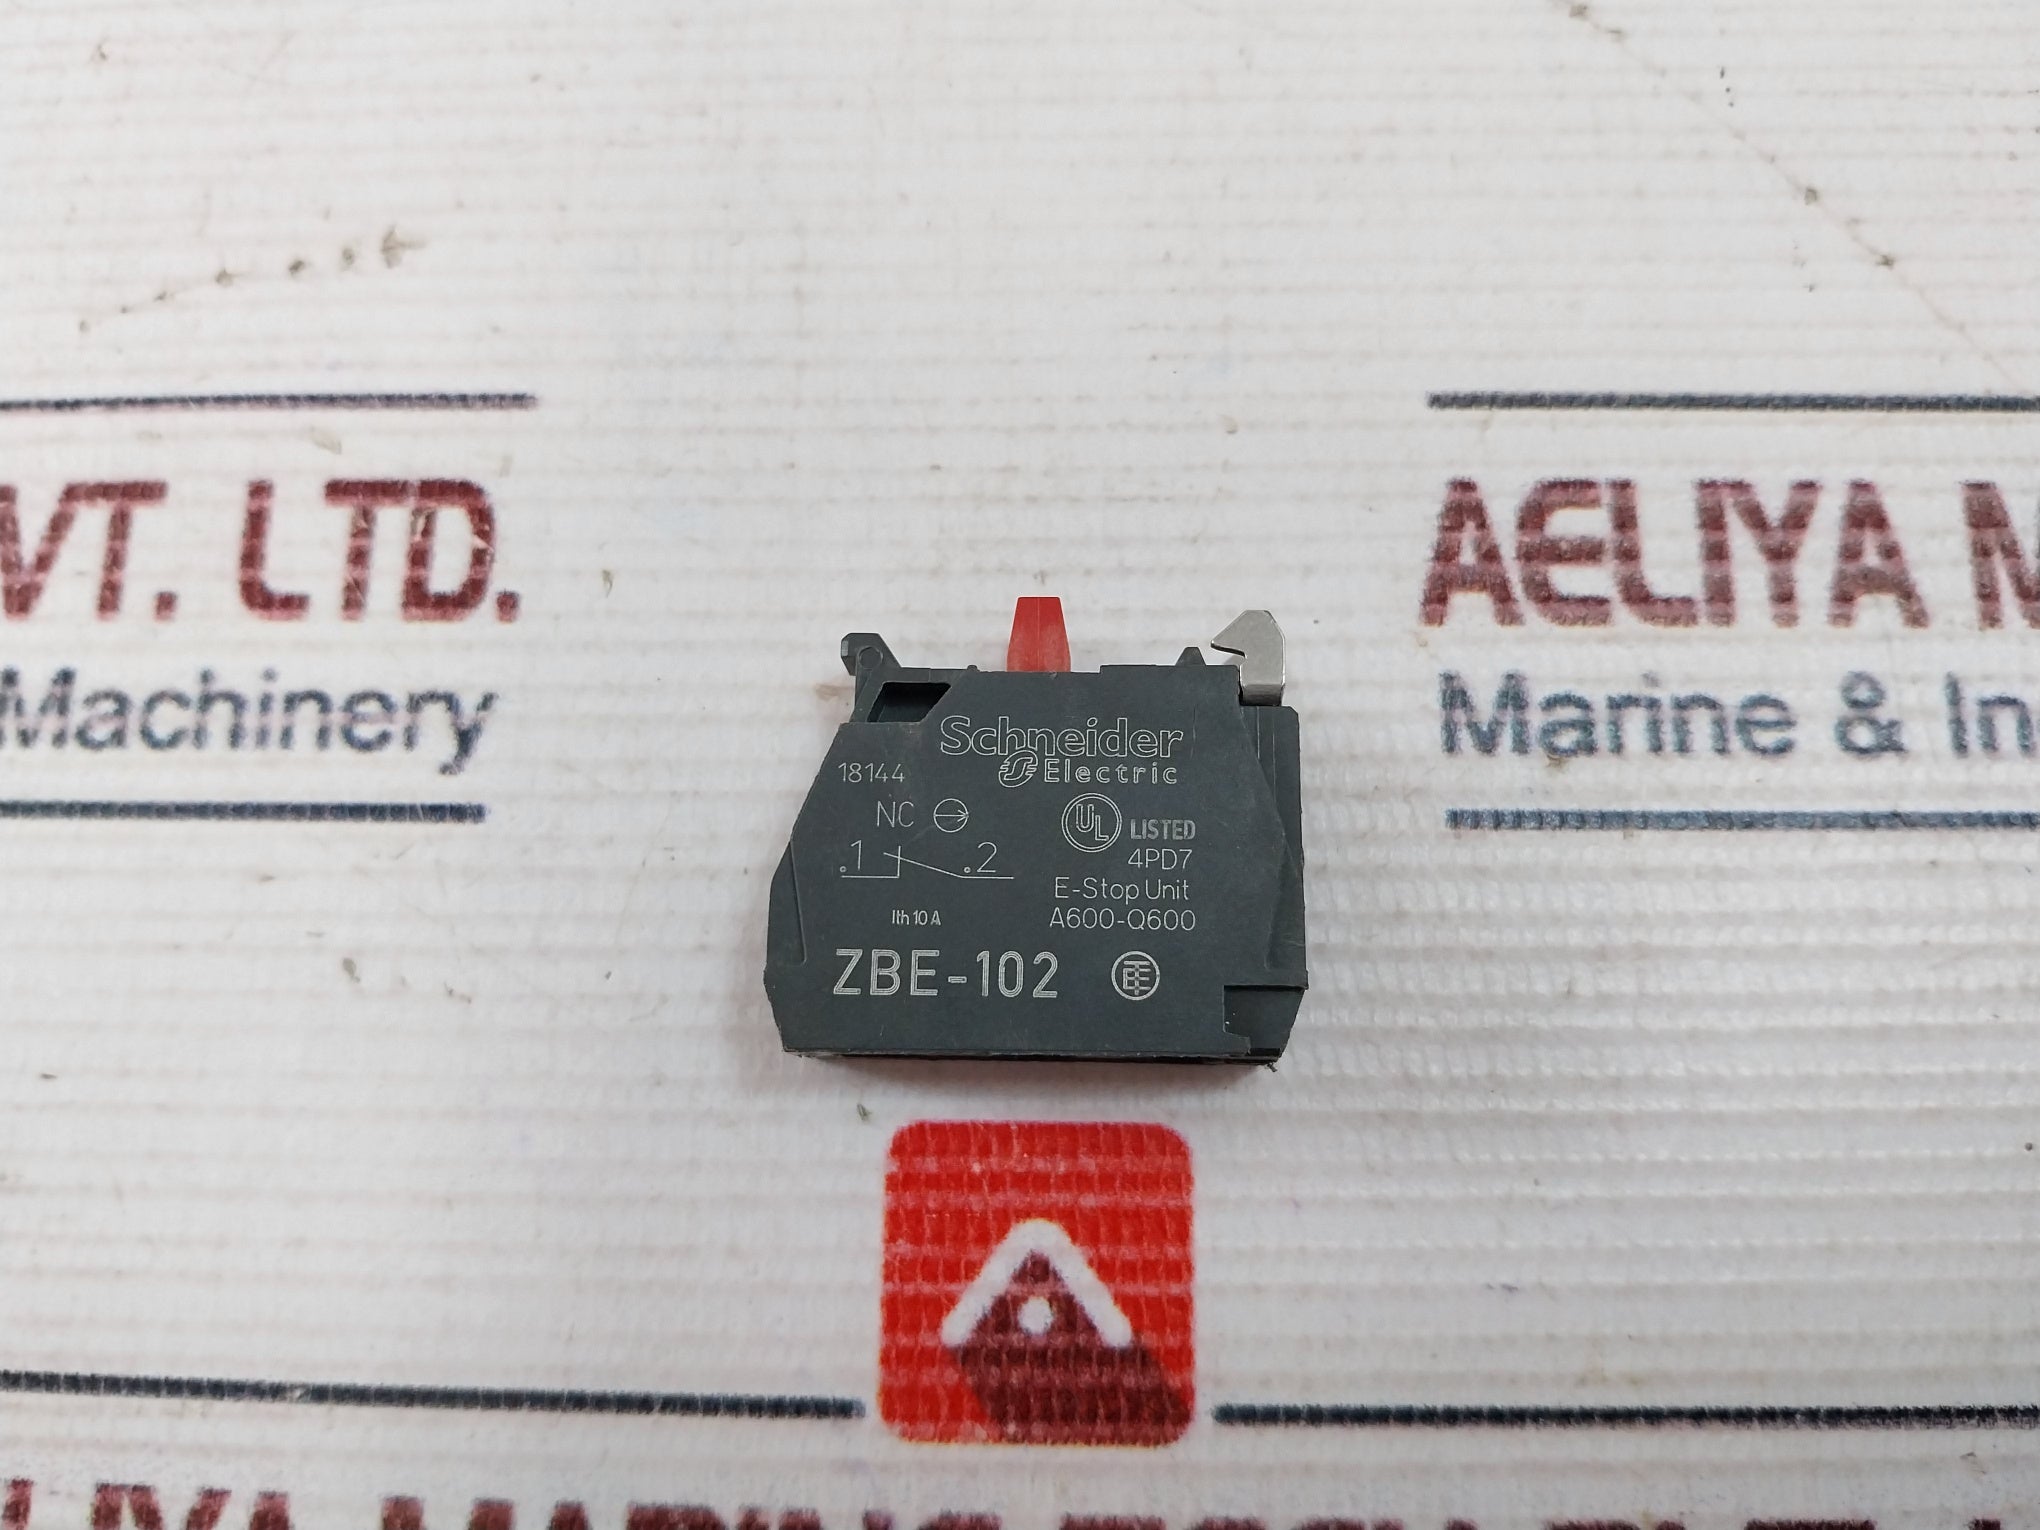 VT. LTD.
AELIYA M
Machinery
Marine & In
Schneider
Electric
18144
NC
.1 .2
UL LISTED
4PD7
E-Stop Unit
A600-Q600
Ith 10 A
ZBE-102